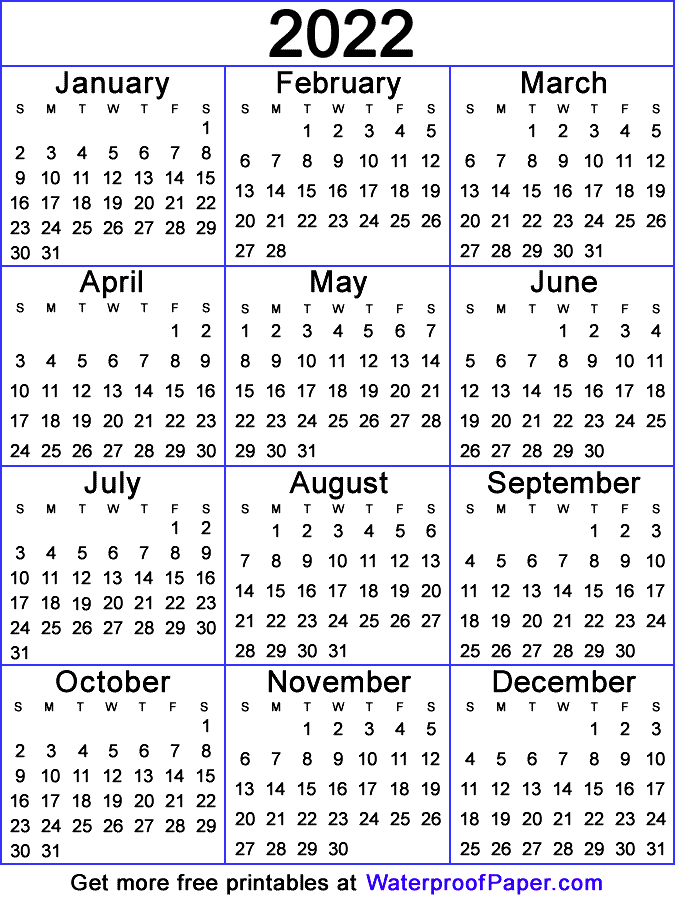 2022
January
S M T W T F S
1
2 3 4 5 6 7 8
9 10 11 12 13 14 15
16 17 18 19 20 21 22
23 24 25 26 27 28 29
30 31
February
S M T W T F S
1 2 3 4 5
6 7 8 9 10 11 12
13 14 15 16 17 18 19
20 21 22 23 24 25 26
27 28
March
S M T W T F S
1 2 3 4 5
6 7 8 9 10 11 12
13 14 15 16 17 18 19
20 21 22 23 24 25 26
27 28 29 30 31
April
S M T W T F S
1 2
3 4 5 6 7 8 9
10 11 12 13 14 15 16
17 18 19 20 21 22 23
24 25 26 27 28 29 30
May
S M T W T F S
1 2 3 4 5 6 7
8 9 10 11 12 13 14
15 16 17 18 19 20 21
22 23 24 25 26 27 28
29 30 31
June
S M T W T F S
1 2 3 4
5 6 7 8 9 10 11
12 13 14 15 16 17 18
19 20 21 22 23 24 25
26 27 28 29 30
July
S M T W T F S
1 2
3 4 5 6 7 8 9
10 11 12 13 14 15 16
17 18 19 20 21 22 23
24 25 26 27 28 29 30
31
August
S M T W T F S
1 2 3 4 5 6
7 8 9 10 11 12 13
14 15 16 17 18 19 20
21 22 23 24 25 26 27
28 29 30 31
September
S M T W T F S
1 2 3
4 5 6 7 8 9 10
11 12 13 14 15 16 17
18 19 20 21 22 23 24
25 26 27 28 29 30
October
S M T W T F S
1
2 3 4 5 6 7 8
9 10 11 12 13 14 15
16 17 18 19 20 21 22
23 24 25 26 27 28 29
30 31
November
S M T W T F S
1 2 3 4 5
6 7 8 9 10 11 12
13 14 15 16 17 18 19
20 21 22 23 24 25 26
27 28 29 30
December
S M T W T F S
1 2 3
4 5 6 7 8 9 10
11 12 13 14 15 16 17
18 19 20 21 22 23 24
25 26 27 28 29 30 31
Get more free printables at WaterproofPaper.com